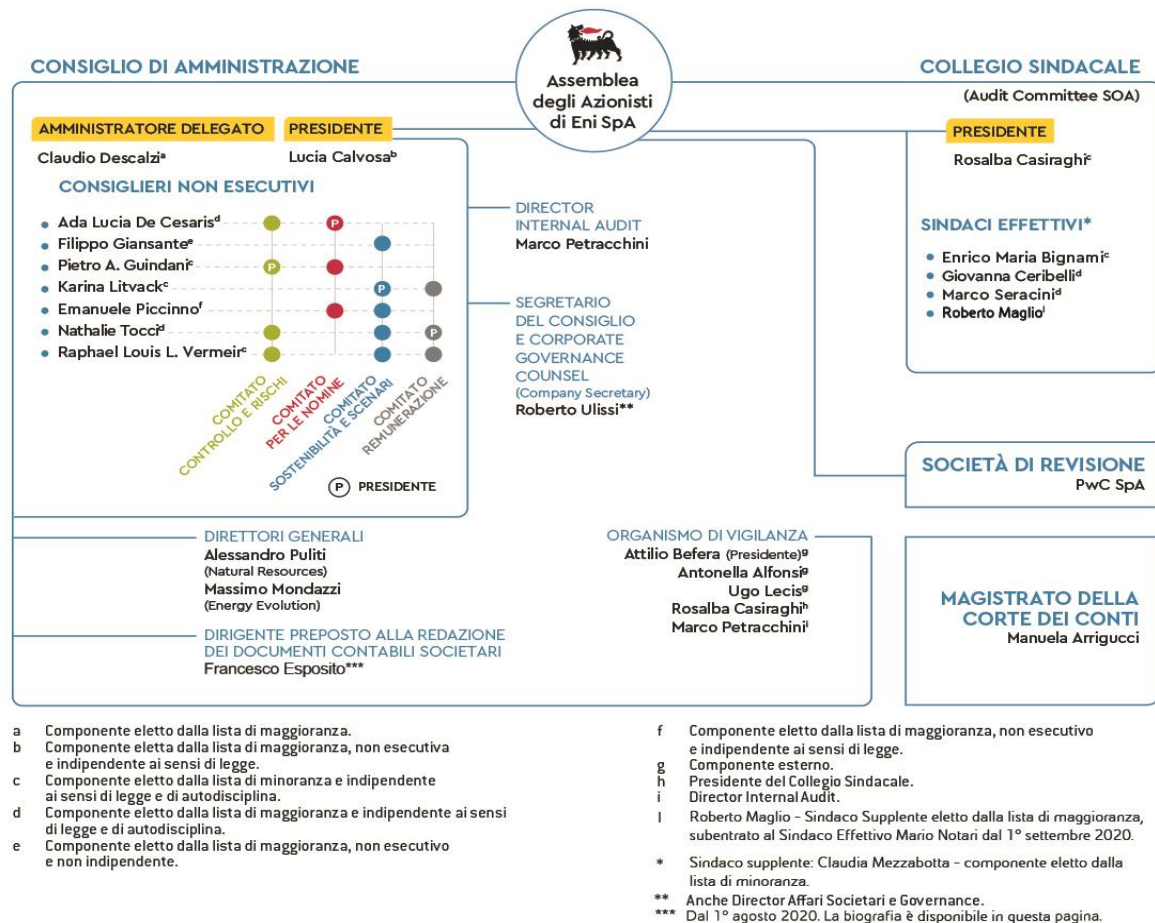 CONSIGLIO DI AMMINISTRAZIONE
Assemblea
degli Azionisti
di Eni SpA
COLLEGIO SINDACALE
(Audit Committee SOA)
AMMINISTRATORE DELEGATO
Claudio Descalziª
PRESIDENTE
Lucia Calvosaᵇ
CONSIGLIERI NON ESECUTIVI
• Ada Lucia De Cesarisᵈ P
• Filippo Giansanteᵉ
• Pietro A. Guindaniᶜ P
• Karina Litvackᶜ P
• Emanuele Piccinnoᶠ
• Nathalie Tocciᵈ P
• Raphael Louis L. Vermeirᶜ
COMITATO
CONTROLLO E RISCHI
COMITATO
PER LE NOMINE
COMITATO
SOSTENIBILITÀ E SCENARI
COMITATO
REMUNERAZIONE
P PRESIDENTE
DIRECTOR
INTERNAL AUDIT
Marco Petracchini
SEGRETARIO
DEL CONSIGLIO
E CORPORATE
GOVERNANCE
COUNSEL
(Company Secretary)
Roberto Ulissi**
PRESIDENTE
Rosalba Casiraghiᶜ
SINDACI EFFETTIVI*
• Enrico Maria Bignamiᶜ
• Giovanna Ceribelliᵈ
• Marco Seraciniᵈ
• Roberto Maglioˡ
SOCIETÀ DI REVISIONE
PwC SpA
DIRETTORI GENERALI
Alessandro Puliti
(Natural Resources)
Massimo Mondazzi
(Energy Evolution)
DIRIGENTE PREPOSTO ALLA REDAZIONE
DEI DOCUMENTI CONTABILI SOCIETARI
Francesco Esposito***
ORGANISMO DI VIGILANZA
Attilio Befera (Presidente)ᵍ
Antonella Alfonsiᵍ
Ugo Lecisᵍ
Rosalba Casiraghiʰ
Marco Petracchiniⁱ
MAGISTRATO DELLA
CORTE DEI CONTI
Manuela Arrigucci
a Componente eletto dalla lista di maggioranza.
b Componente eletta dalla lista di maggioranza, non esecutiva
e indipendente ai sensi di legge.
c Componente eletto dalla lista di minoranza e indipendente
ai sensi di legge e di autodisciplina.
d Componente eletto dalla lista di maggioranza e indipendente ai sensi
di legge e di autodisciplina.
e Componente eletto dalla lista di maggioranza, non esecutivo
e non indipendente.
f Componente eletto dalla lista di maggioranza, non esecutivo
e indipendente ai sensi di legge.
g Componente esterno.
h Presidente del Collegio Sindacale.
i Director Internal Audit.
l Roberto Maglio - Sindaco Supplente eletto dalla lista di maggioranza,
subentrato al Sindaco Effettivo Mario Notari dal 1° settembre 2020.
* Sindaco supplente: Claudia Mezzabotta - componente eletto dalla
lista di minoranza.
** Anche Director Affari Societari e Governance.
*** Dal 1° agosto 2020. La biografia è disponibile in questa pagina.